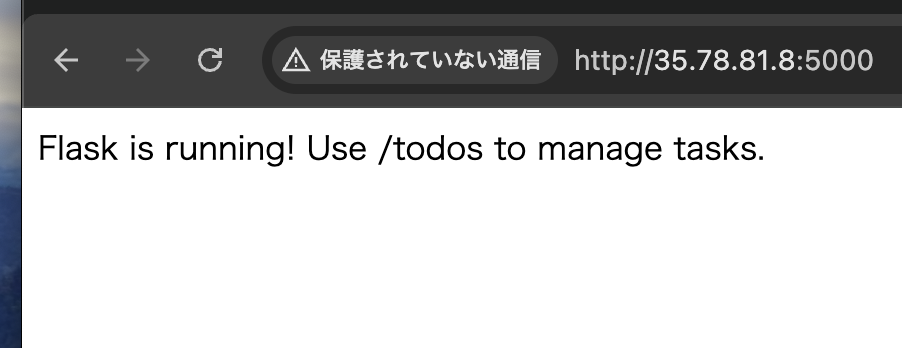 保護されていない通信 http://35.78.81.8:5000
Flask is running! Use /todos to manage tasks.